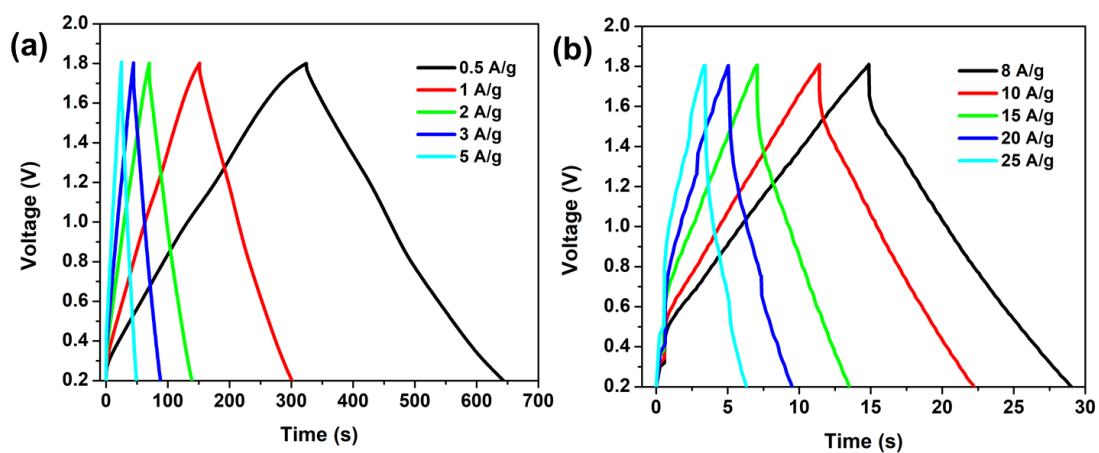 (a)
2.0
1.8
1.6
1.4
1.2
1.0
0.8
0.6
0.4
0.2
Voltage (V)
0.5 A/g
1 A/g
2 A/g
3 A/g
5 A/g
0 100 200 300 400 500 600 700
Time (s)
(b)
2.0
1.8
1.6
1.4
1.2
1.0
0.8
0.6
0.4
0.2
Voltage (V)
8 A/g
10 A/g
15 A/g
20 A/g
25 A/g
0 5 10 15 20 25 30
Time (s)